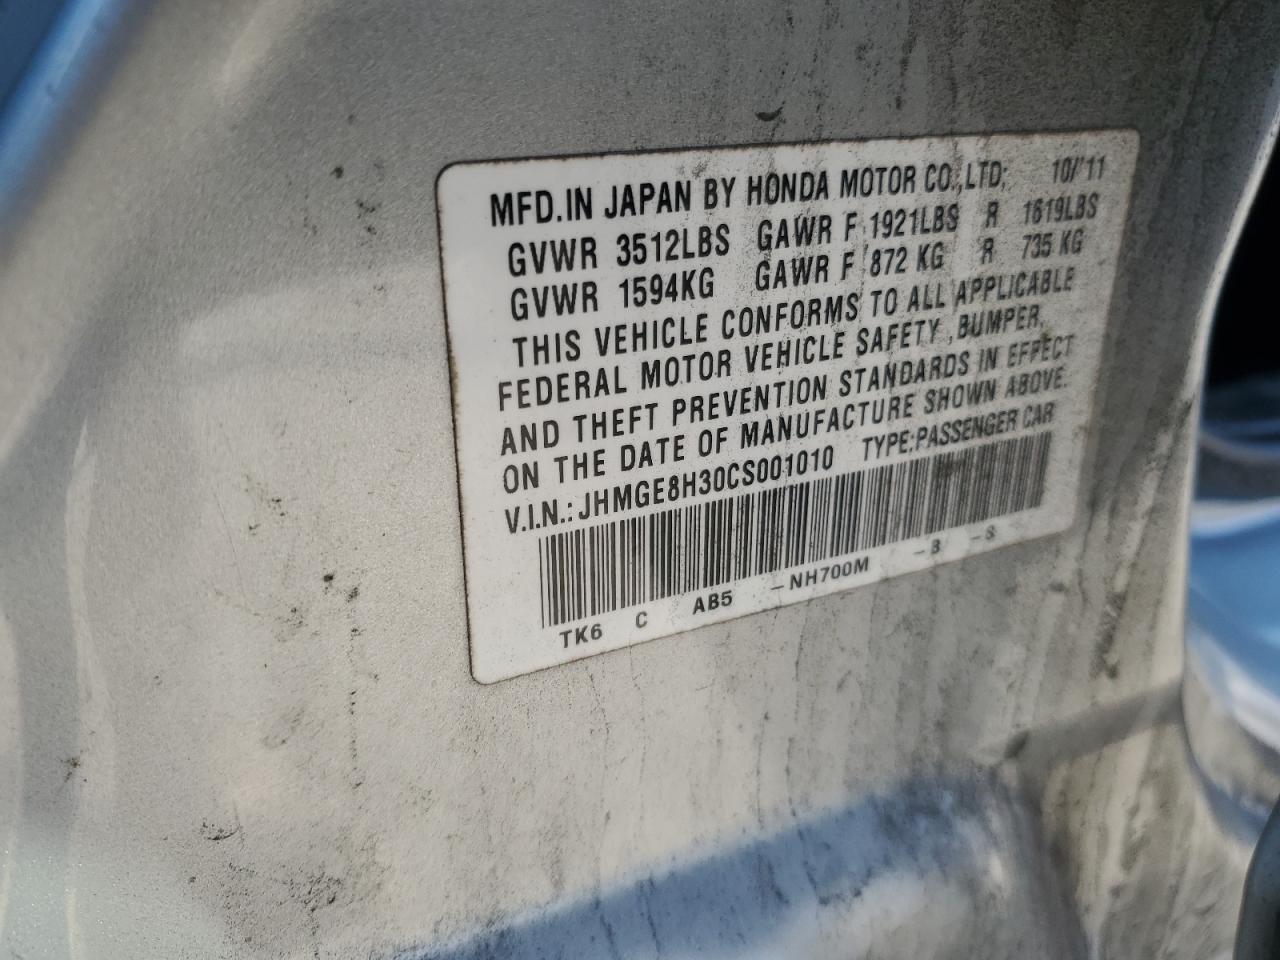 MFD.IN JAPAN BY HONDA MOTOR CO.,LTD; 10/'11
GVWR 3512LBS GAWR F 1921LBS R 1619LBS
GVWR 1594KG GAWR F 872 KG R 735 KG
THIS VEHICLE CONFORMS TO ALL APPLICABLE
FEDERAL MOTOR VEHICLE SAFETY ,BUMPER,
AND THEFT PREVENTION STANDARDS IN EFFECT
ON THE DATE OF MANUFACTURE SHOWN ABOVE.
V.I.N.: JHMGE8H30CS001010 TYPE:PASSENGER CAR
TK6 C AB5 -NH700M -B -S